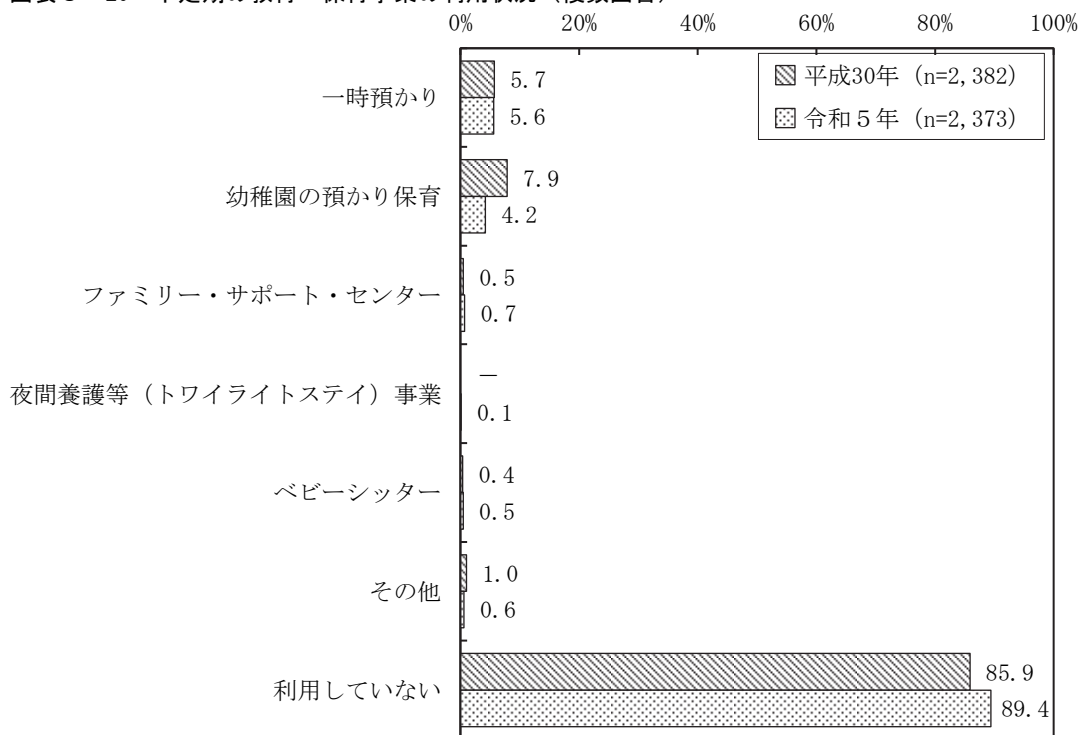 0% 20% 40% 60% 80% 100%
平成30年 (n=2,382)
令和５年 (n=2,373)
一時預かり
5.7
5.6
幼稚園の預かり保育
7.9
4.2
ファミリー・サポート・センター
0.5
0.7
夜間養護等（トワイライトステイ）事業
－
0.1
ベビーシッター
0.4
0.5
その他
1.0
0.6
利用していない
85.9
89.4